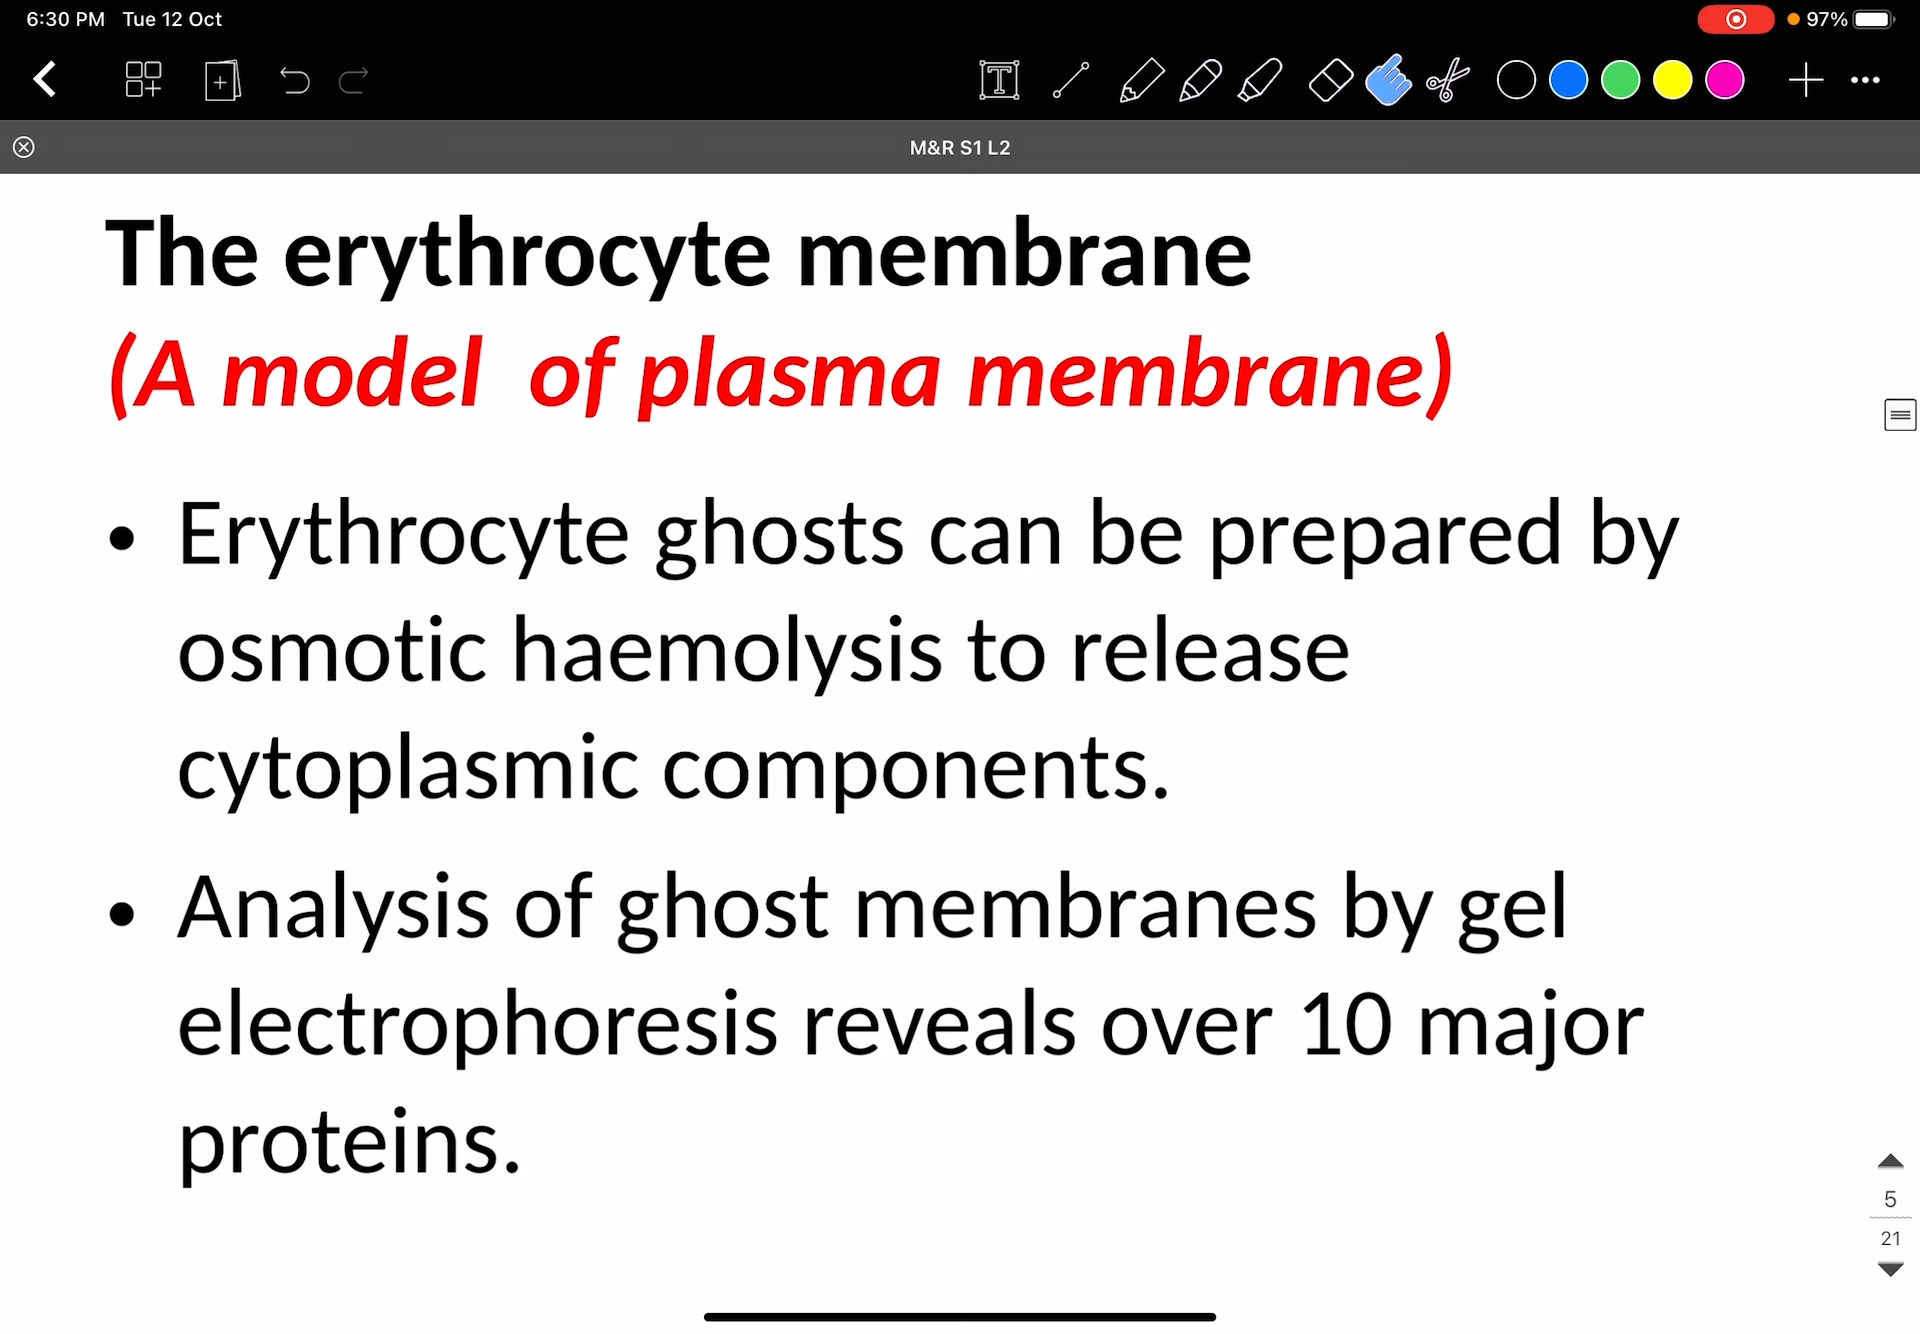 6:30 PM Tue 12 Oct
97%
T
M&R S1 L2
The erythrocyte membrane
(A model of plasma membrane)
• Erythrocyte ghosts can be prepared by
osmotic haemolysis to release
cytoplasmic components.
• Analysis of ghost membranes by gel
electrophoresis reveals over 10 major
proteins.
5
21